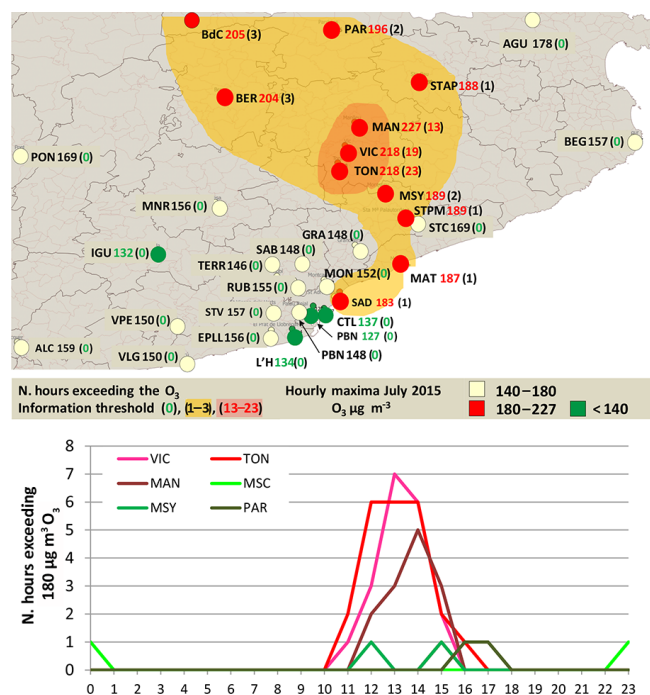 BdC 205 (3)
PAR 196 (2)
AGU 178 (0)
STAP 188 (1)
BER 204 (3)
MAN 227 (13)
BEG 157 (0)
VIC 218 (19)
PON 169 (0)
TON 218 (23)
MSY 189 (2)
MNR 156 (0)
STPM 189 (1)
STC 169 (0)
GRA 148 (0)
IGU 132 (0)
SAB 148 (0)
TERR 146 (0)
MON 152 (0)
MAT 187 (1)
RUB 155 (0)
SAD 183 (1)
STV 157 (0)
CTL 137 (0)
VPE 150 (0)
EPLL 156 (0)
PBN 127 (0)
ALC 159 (0)
PBN 148 (0)
VLG 150 (0)
L'H 134 (0)
N. hours exceeding the O3
Information threshold (0), (1–3), (13–23)
Hourly maxima July 2015
O3 µg m-3
140–180
180–227
<140
N. hours exceeding
180 µg m3 O3
8
7
6
5
4
3
2
1
0
VIC
TON
MAN
MSC
MSY
PAR
0 1 2 3 4 5 6 7 8 9 10 11 12 13 14 15 16 17 18 19 20 21 22 23